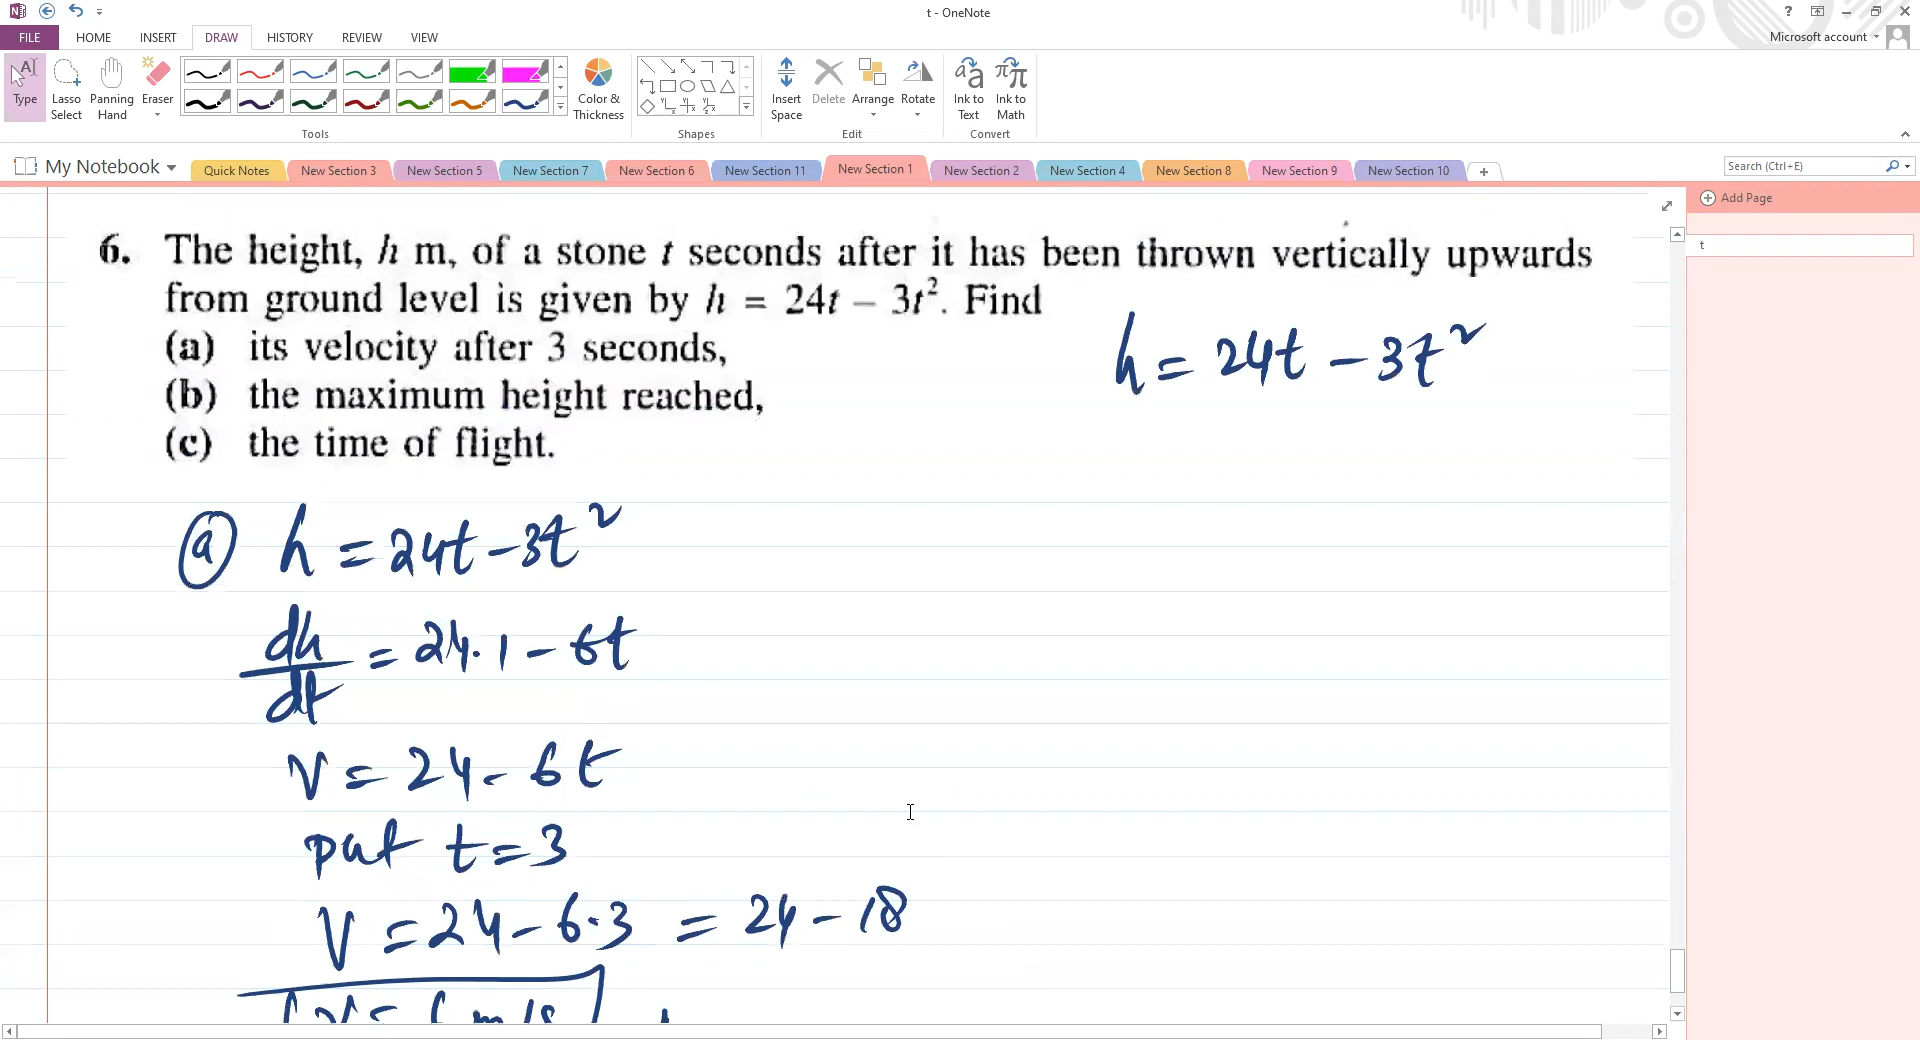 t - OneNote
Microsoft account
FILE HOME INSERT DRAW HISTORY REVIEW VIEW
Type
Lasso Select
Panning Hand
Eraser
Color & Thickness
Insert Space
Delete
Arrange
Rotate
Ink to Text
Ink to Math
Tools
Shapes
Edit
Convert
My Notebook
Quick Notes New Section 3 New Section 5 New Section 7 New Section 6 New Section 11 New Section 1 New Section 2 New Section 4 New Section 8 New Section 9 New Section 10
Search (Ctrl+E)
Add Page
t
6. The height, h m, of a stone t seconds after it has been thrown vertically upwards
from ground level is given by h = 24t − 3t². Find
(a) its velocity after 3 seconds,
(b) the maximum height reached,
(c) the time of flight.
h = 24t − 3t²
(a) h = 24t − 3t²
dh/dt = 24·1 − 6t
v = 24 − 6t
put t = 3
V = 24 − 6·3 = 24 − 18